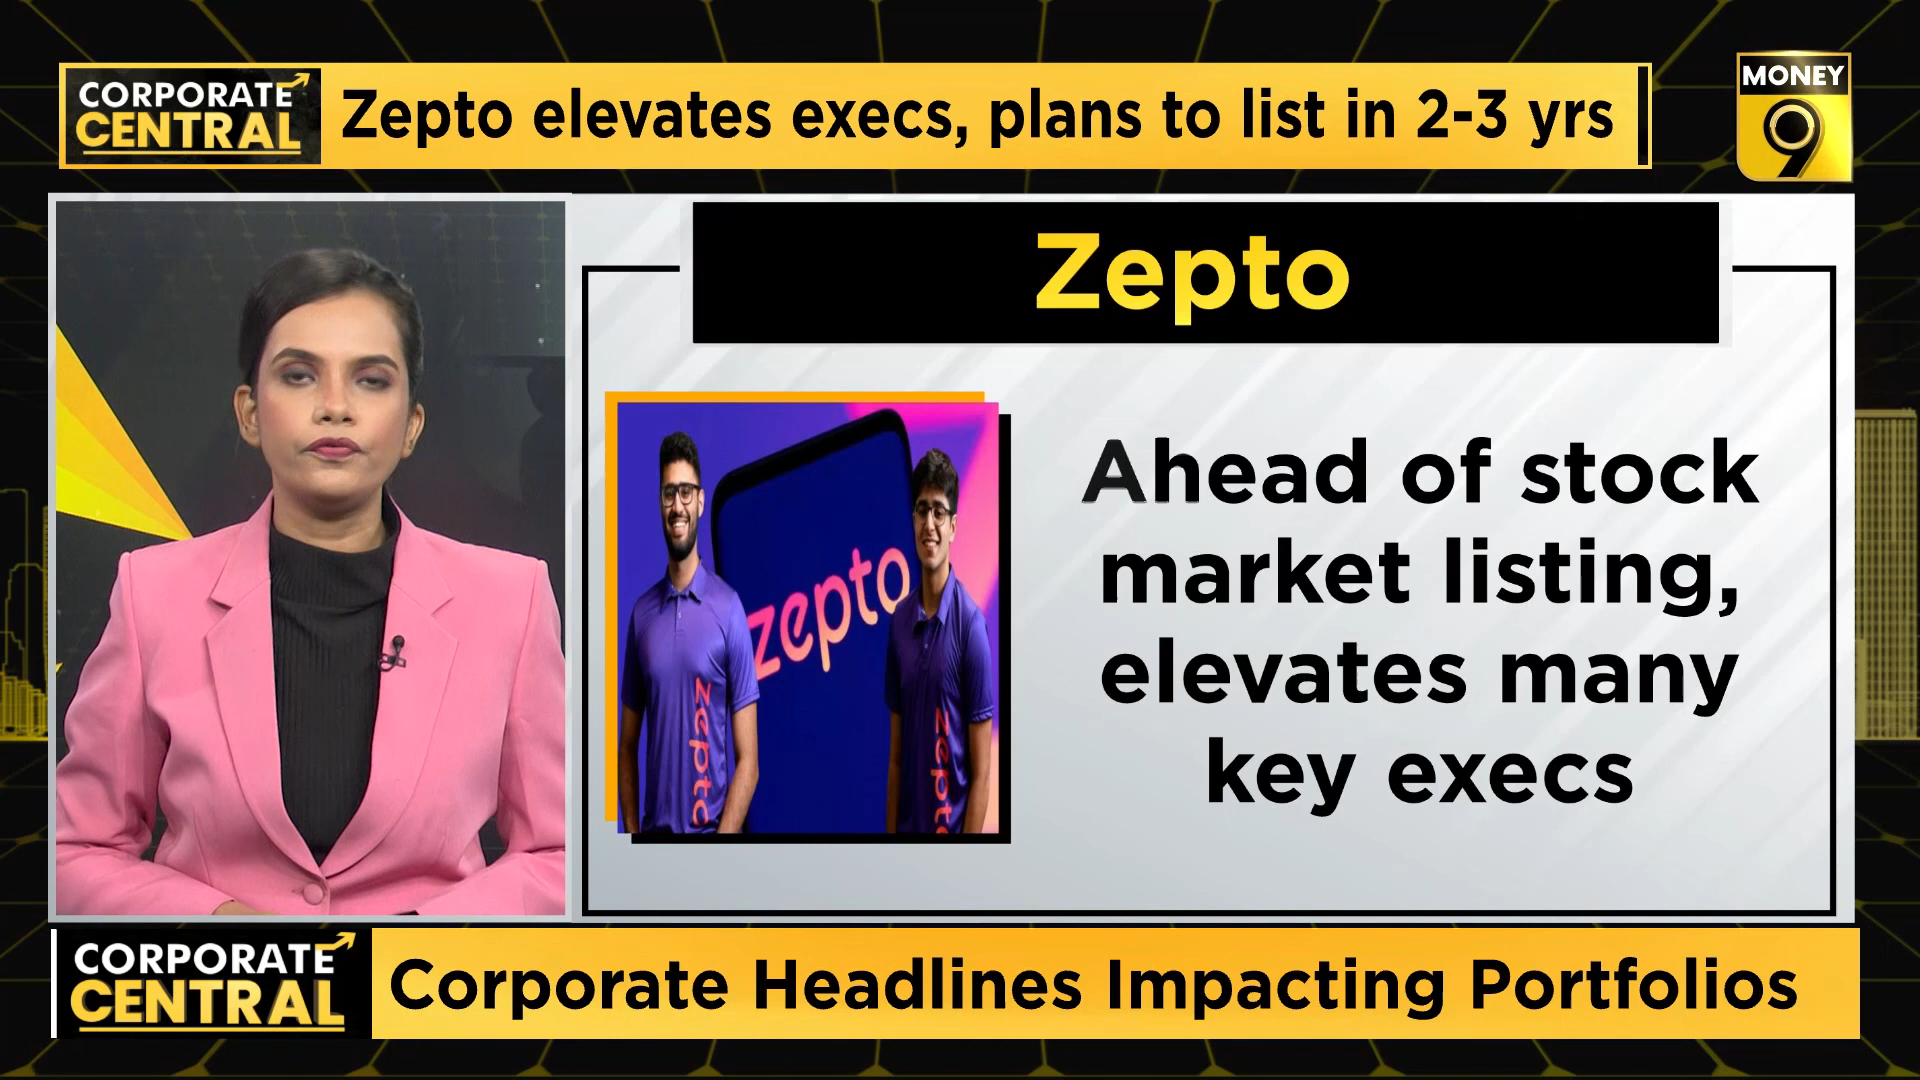 CORPORATE
CENTRAL
Zepto elevates execs, plans to list in 2-3 yrs
MONEY
9
Zepto
zepto
zepto
zepto
Ahead of stock
market listing,
elevates many
key execs
CORPORATE
CENTRAL
Corporate Headlines Impacting Portfolios